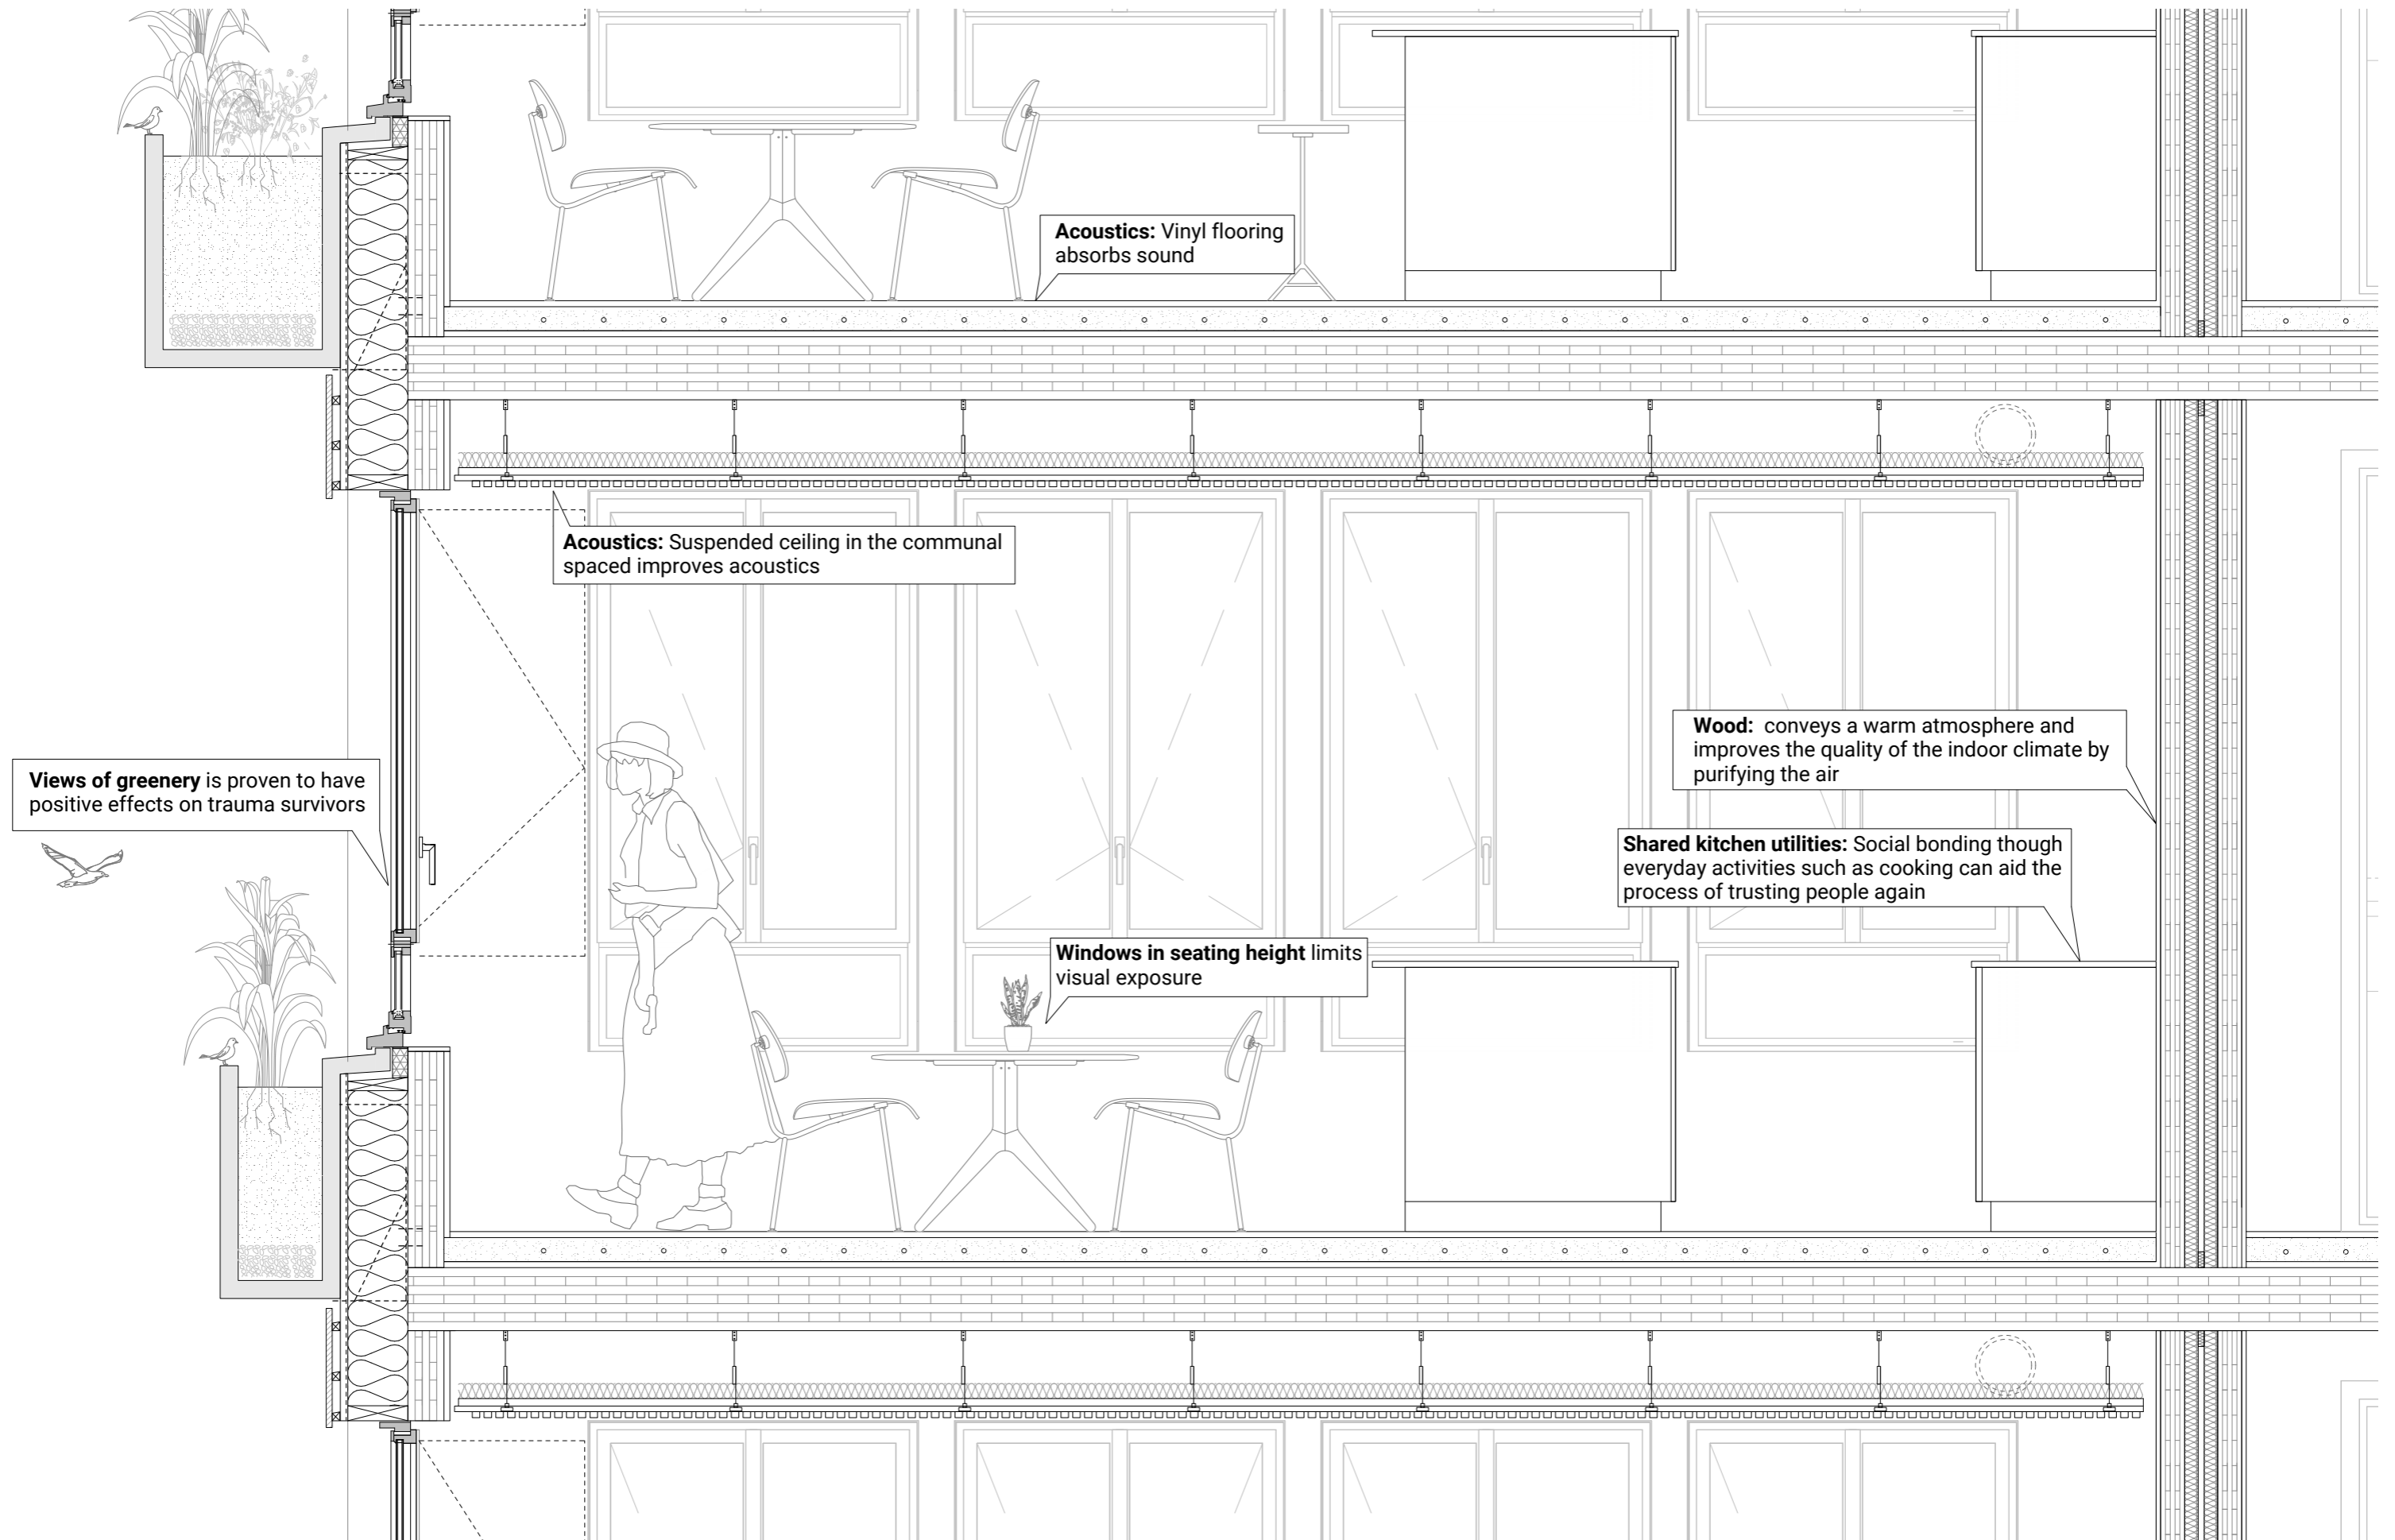 Acoustics: Vinyl flooring
absorbs sound
Acoustics: Suspended ceiling in the communal
spaced improves acoustics
Wood: conveys a warm atmosphere and
improves the quality of the indoor climate by
purifying the air
Views of greenery is proven to have
positive effects on trauma survivors
Shared kitchen utilities: Social bonding though
everyday activities such as cooking can aid the
process of trusting people again
Windows in seating height limits
visual exposure